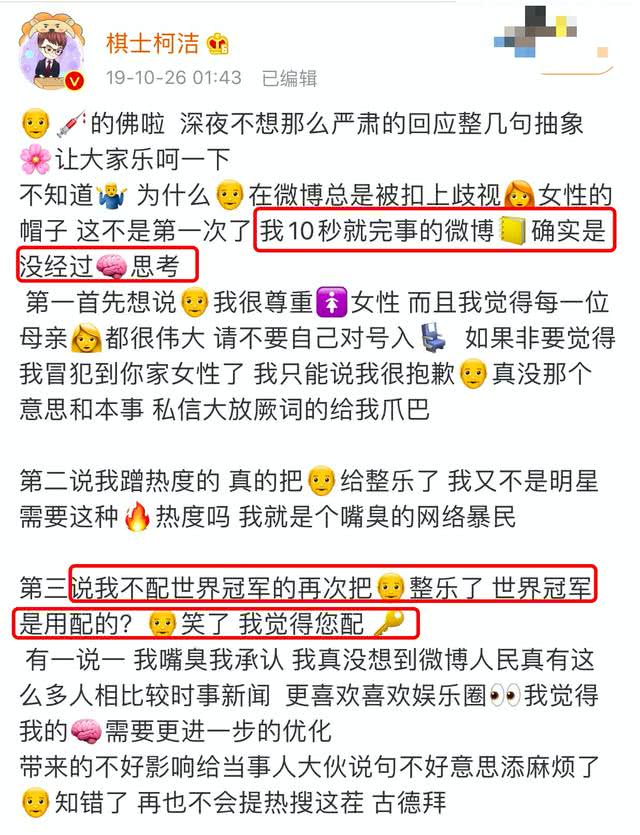 棋士柯洁
19-10-26 01:43 已编辑
👨‍🦲💉的佛啦 深夜不想那么严肃的回应整几句抽象
🌸让大家乐呵一下
不知道🤷‍♂️ 为什么👨‍🦲在微博总是被扣上歧视👩女性的
帽子 这不是第一次了 我10秒就完事的微博📒确实是
没经过🧠思考
第一首先想说👨‍🦲我很尊重🚺女性 而且我觉得每一位
母亲👩都很伟大 请不要自己对号入💺 如果非要觉得
我冒犯到你家女性了 我只能说我很抱歉👨‍🦲真没那个
意思和本事 私信大放厥词的给我爪巴
第二说我蹭热度的 真的把👨‍🦲给整乐了 我又不是明星
需要这种🔥热度吗 我就是个嘴臭的网络暴民
第三说我不配世界冠军的再次把👨‍🦲整乐了 世界冠军
是用配的? 👨‍🦲笑了 我觉得您配🔑
有一说一 我嘴臭我承认 我真没想到微博人民真有这
么多人相比较时事新闻 更喜欢喜欢娱乐圈👀我觉得
我的🧠需要更进一步的优化
带来的不好影响给当事人大伙说句不好意思添麻烦了
👨‍🦲知错了 再也不会提热搜这茬 古德拜